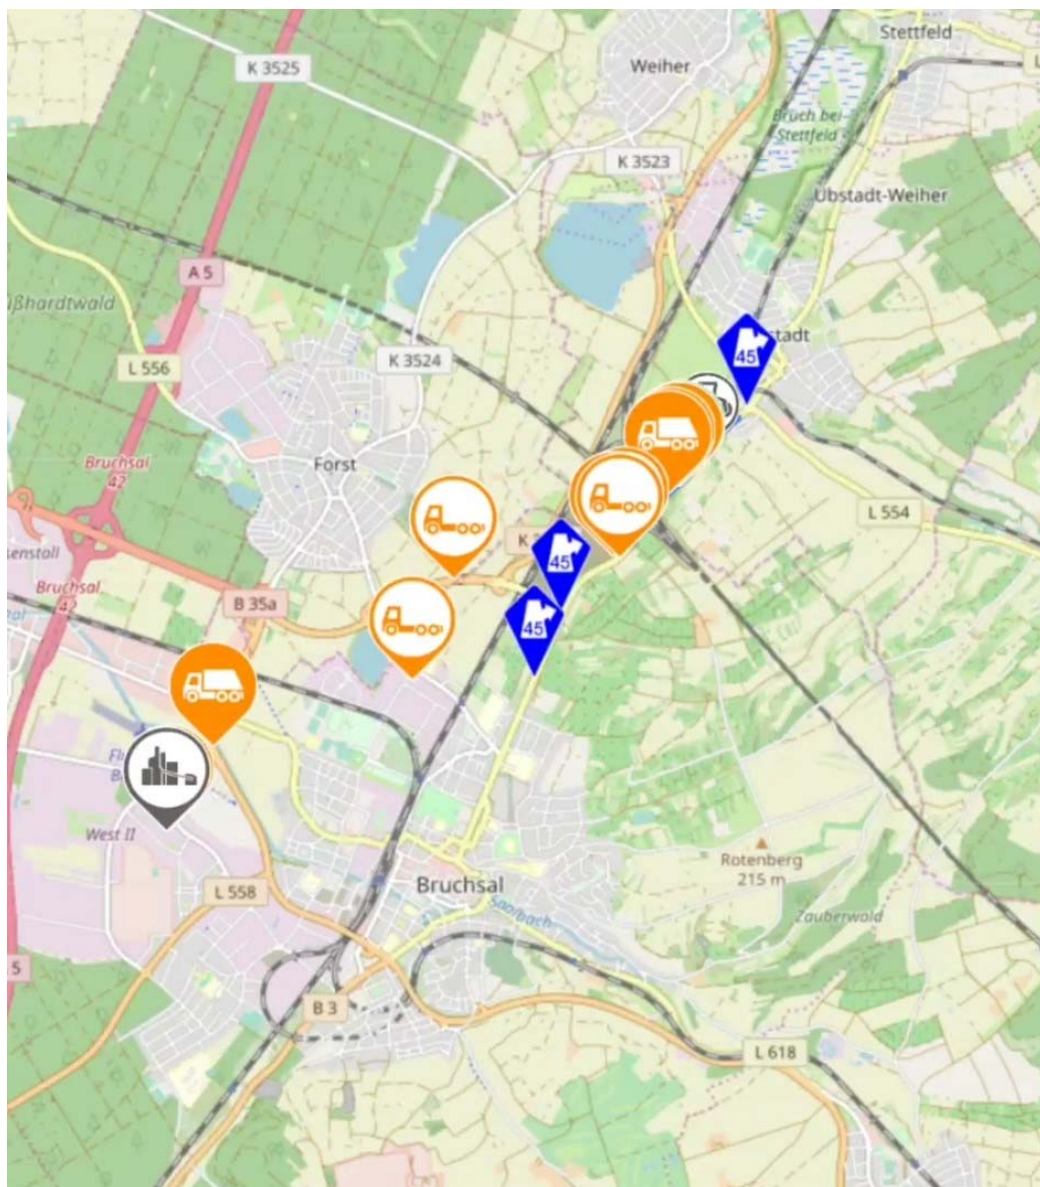 Stettfeld
Weiher
K 3525
Bruch bei
Stettfeld
K 3523
Ubstadt-Weiher
A 5
L 556
K 3524
45
stadt
Forst
Bruchsal
42
L 554
K
45
Bruchsal
42
B 35a
45
West II
Rotenberg
215 m
Bruchsal
L 558
Saalbach
Zauberwald
5
B 3
L 618